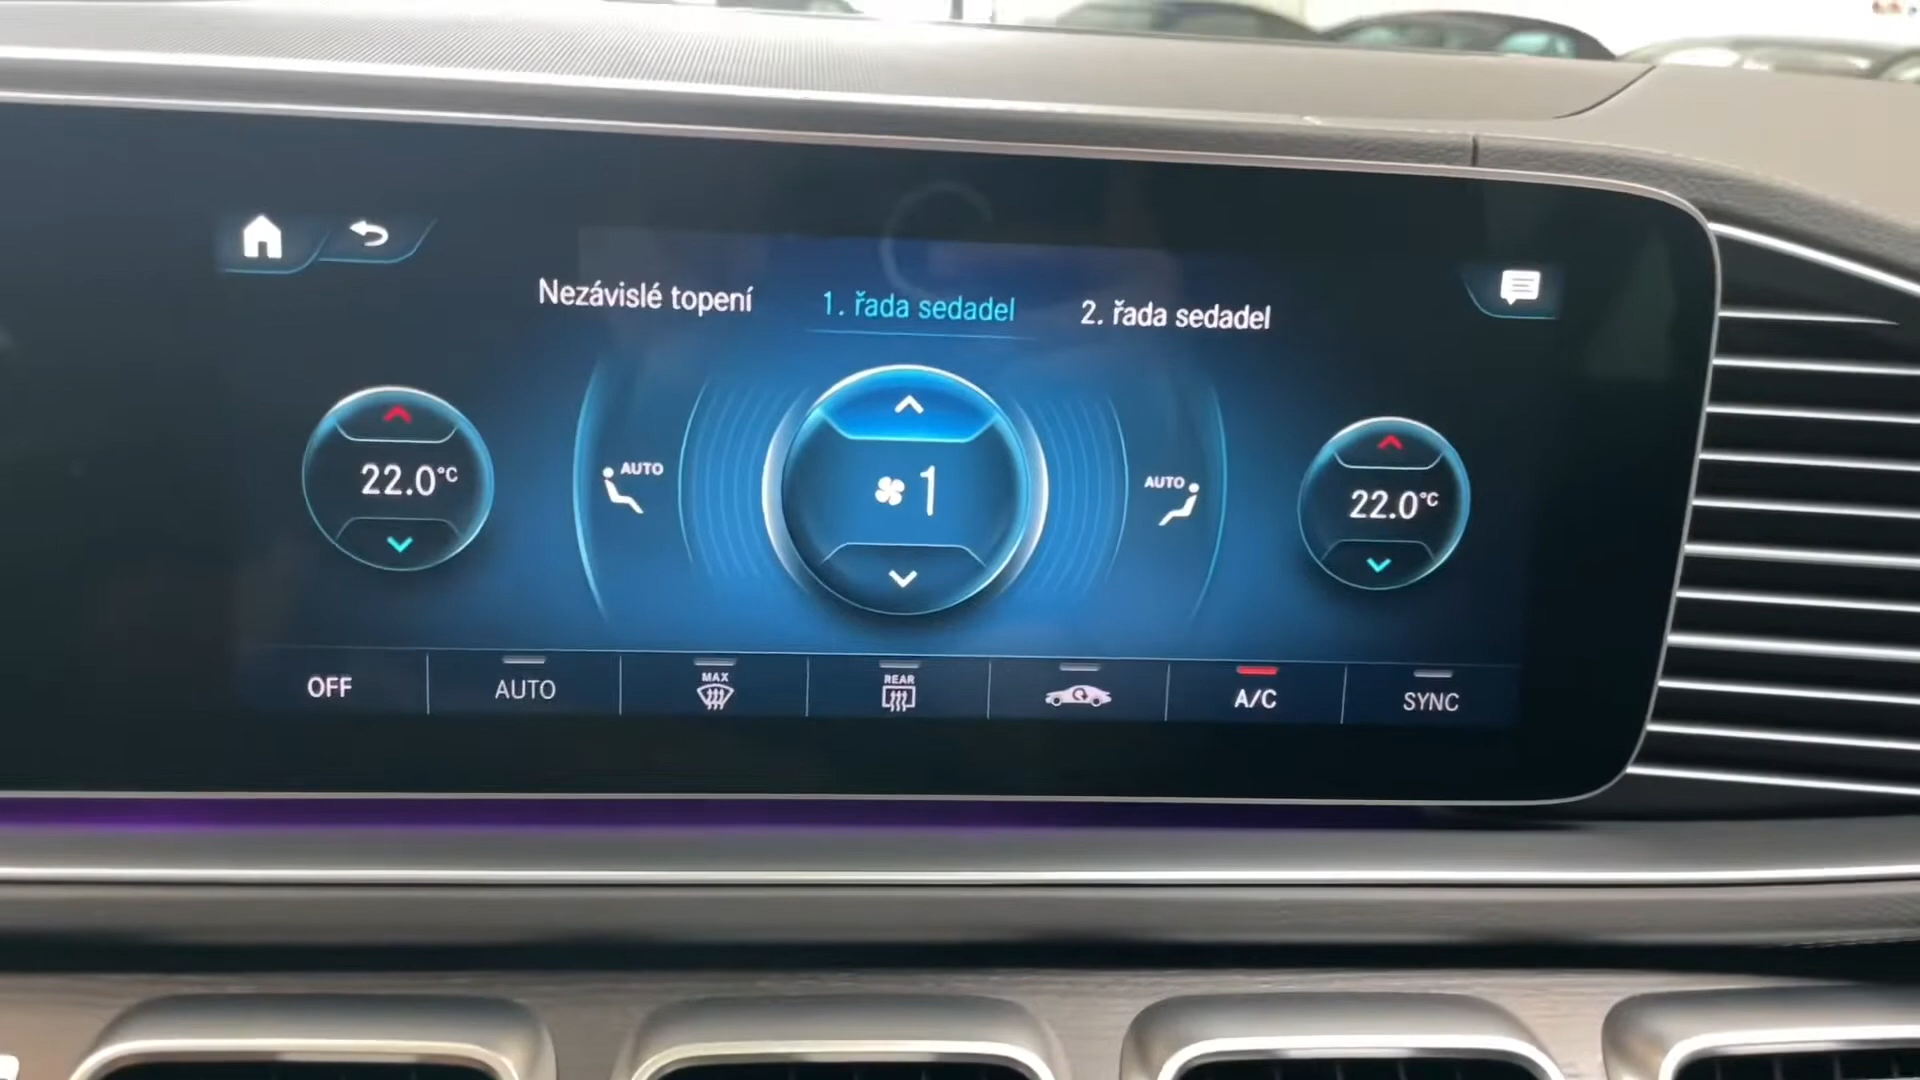 Nezávislé topení
1. řada sedadel
2. řada sedadel
22.0°C
AUTO
1
AUTO
22.0°C
OFF
AUTO
MAX
REAR
A/C
SYNC